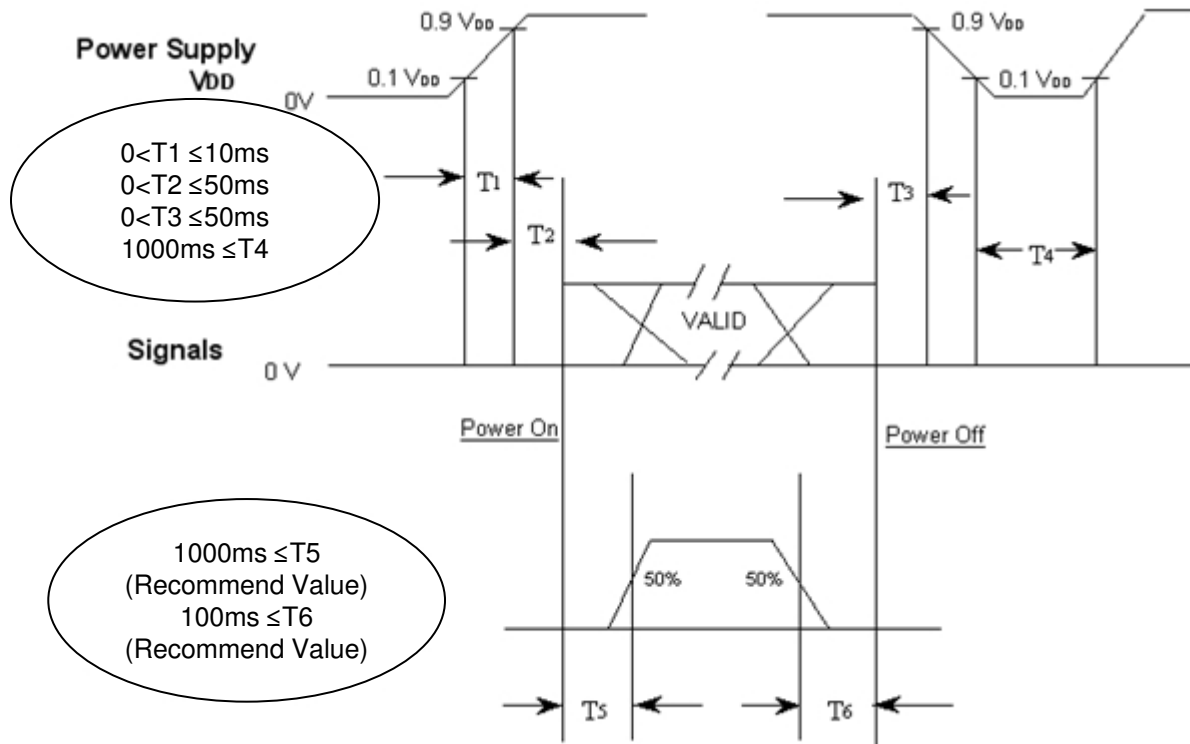 0.9 VDD
0.9 VDD
Power Supply
VDD
0.1 VDD
0.1 VDD
0V
0<T1 ≤10ms
0<T2 ≤50ms
0<T3 ≤50ms
1000ms ≤T4
T1
T3
T2
T4
VALID
Signals
0 V
Power On
Power Off
1000ms ≤T5
(Recommend Value)
100ms ≤T6
(Recommend Value)
50%
50%
T5
T6